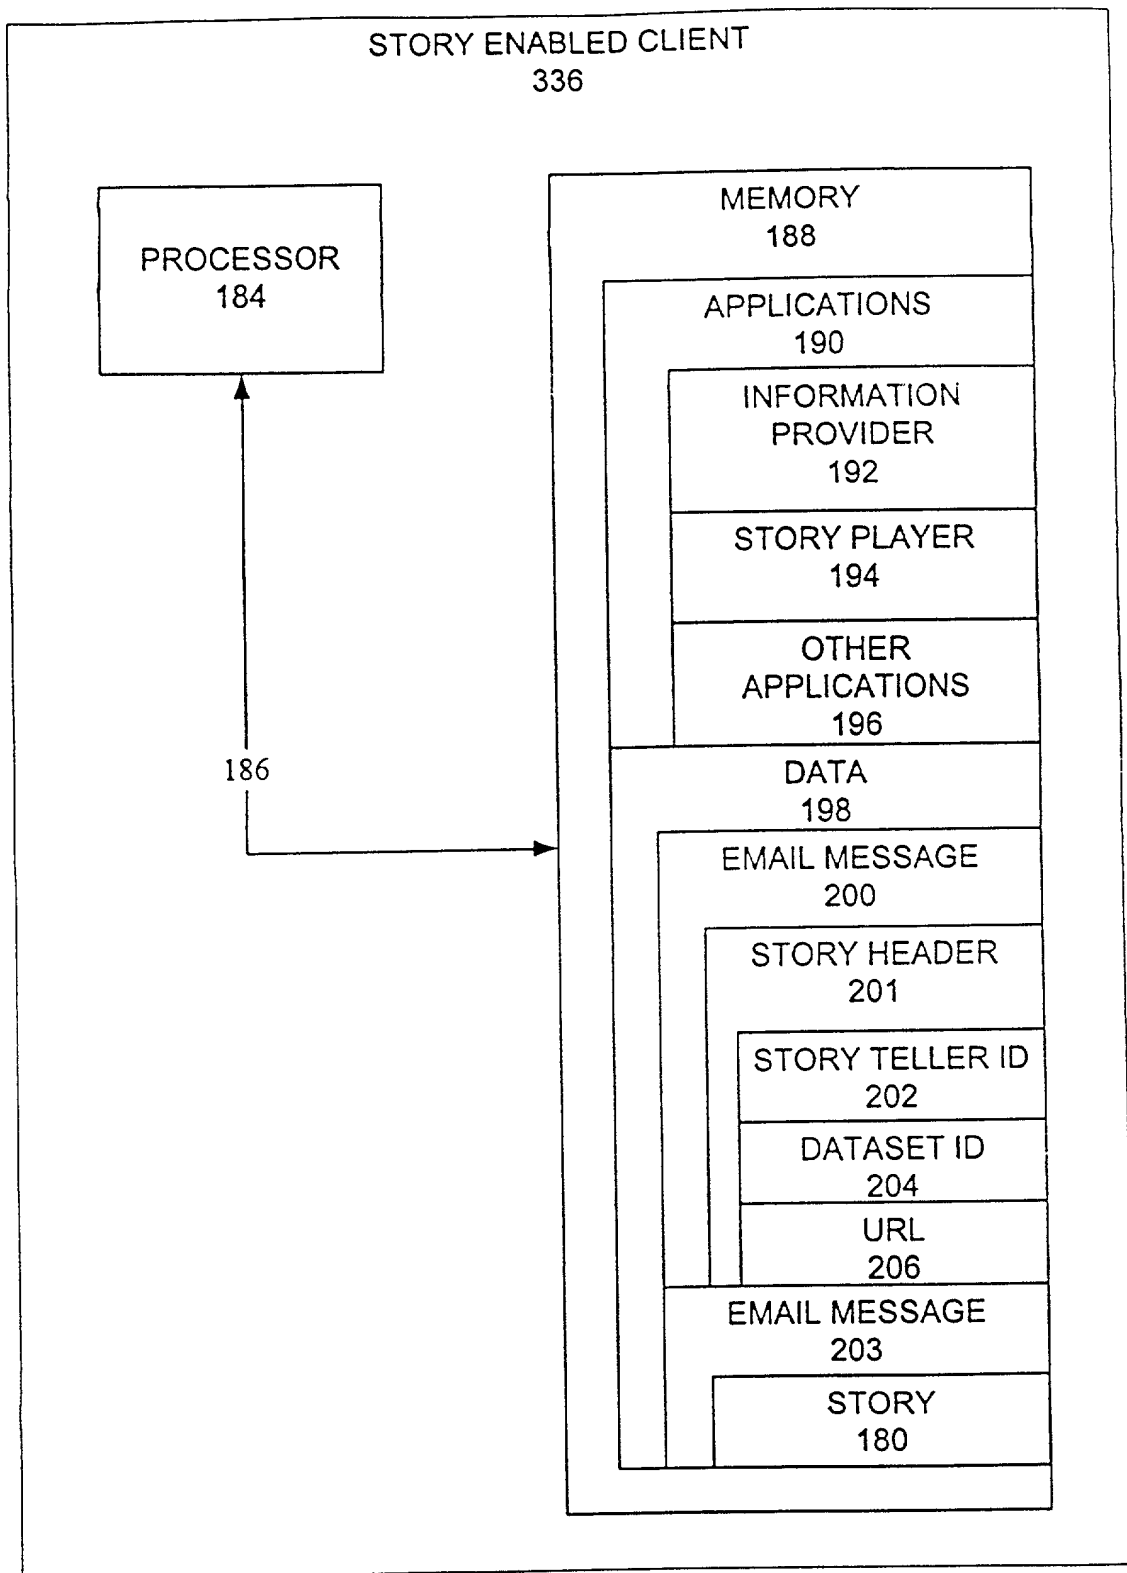 STORY ENABLED CLIENT
336
PROCESSOR
184
186
MEMORY
188
APPLICATIONS
190
INFORMATION
PROVIDER
192
STORY PLAYER
194
OTHER
APPLICATIONS
196
DATA
198
EMAIL MESSAGE
200
STORY HEADER
201
STORY TELLER ID
202
DATASET ID
204
URL
206
EMAIL MESSAGE
203
STORY
180